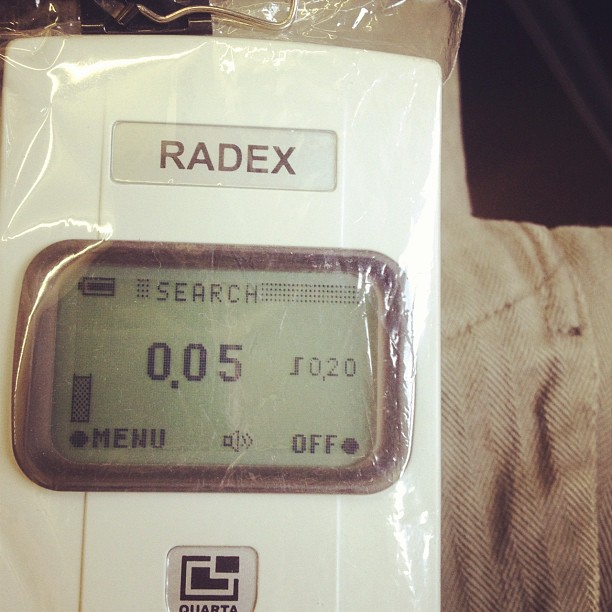 RADEX
SEARCH
0.05
0,20
MENU OFF
QUARTA